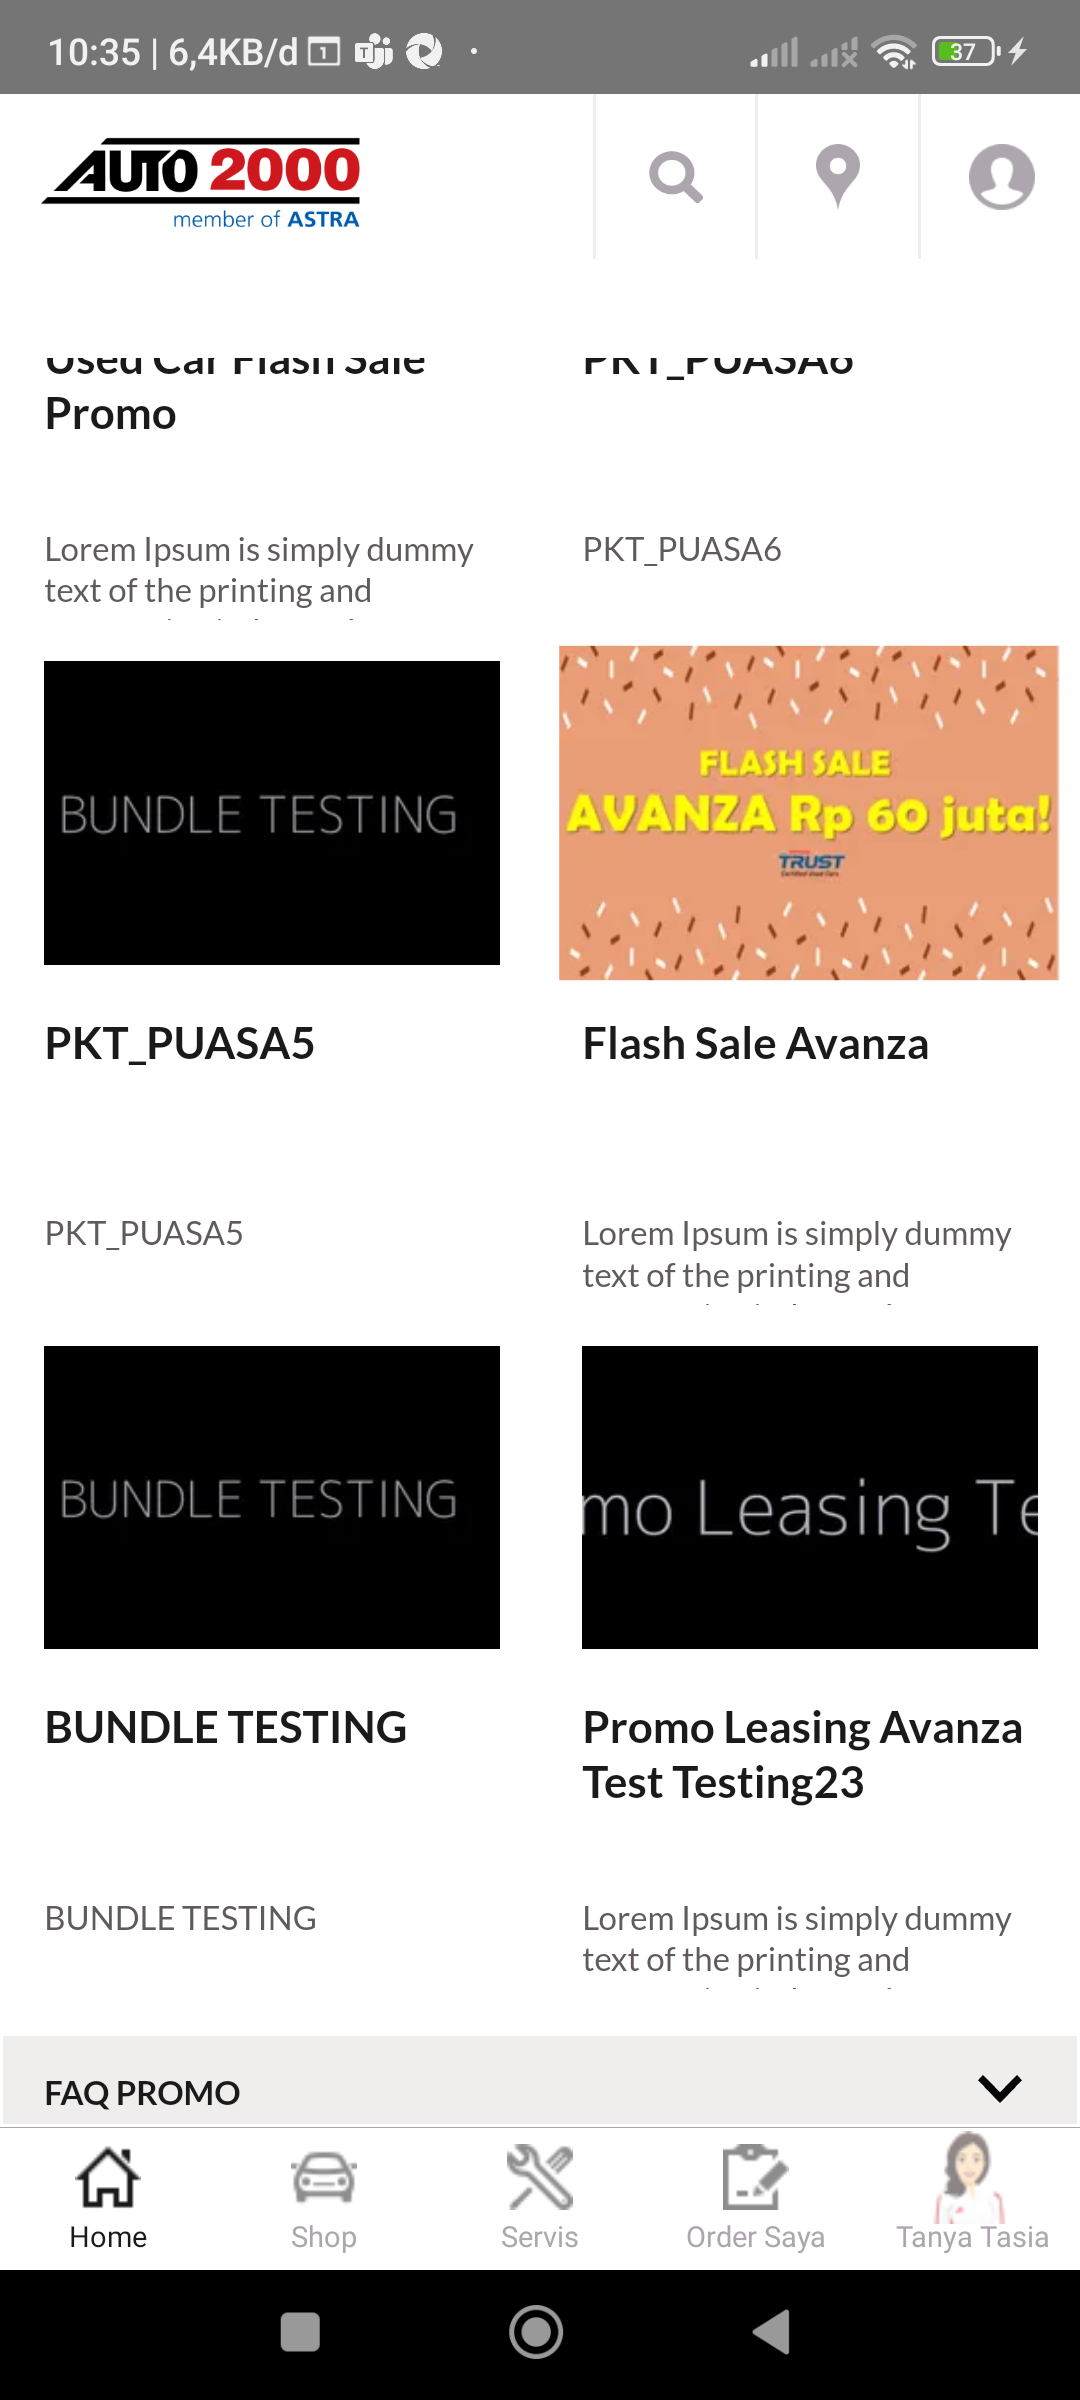 10:35 | 6,4KB/d
37
AUTO 2000
member of ASTRA
Used Car Flash Sale
Promo
PKT_PUASA6
Lorem Ipsum is simply dummy
text of the printing and
PKT_PUASA6
BUNDLE TESTING
FLASH SALE
AVANZA Rp 60 juta!
TRUST
PKT_PUASA5
Flash Sale Avanza
PKT_PUASA5
Lorem Ipsum is simply dummy
text of the printing and
BUNDLE TESTING
mo Leasing Te
BUNDLE TESTING
Promo Leasing Avanza
Test Testing23
BUNDLE TESTING
Lorem Ipsum is simply dummy
text of the printing and
FAQ PROMO
Home
Shop
Servis
Order Saya
Tanya Tasia